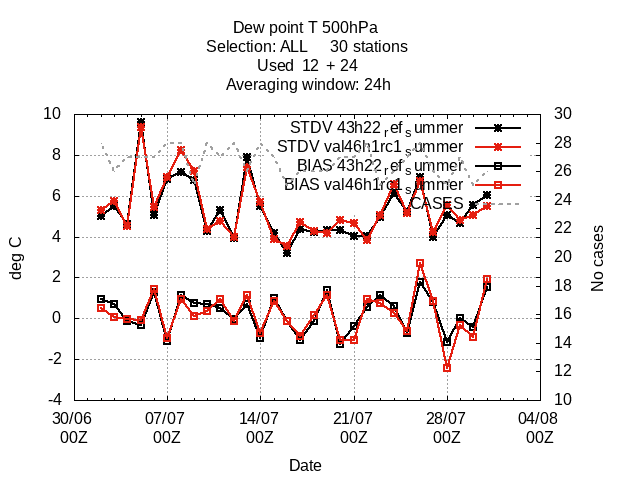 Dew point T 500hPa
Selection: ALL 30 stations
Used 12 + 24
Averaging window: 24h
STDV 43h22ref_summer
STDV val46h1rc1_summer
BIAS 43h22ref_summer
BIAS val46h1rc1_summer
CASES
deg C
10
8
6
4
2
0
-2
-4
No cases
30
28
26
24
22
20
18
16
14
12
10
30/06 07/07 14/07 21/07 28/07 04/08
00Z 00Z 00Z 00Z 00Z 00Z
Date